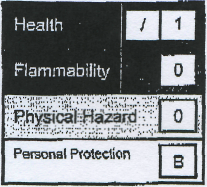 Health / 1
Flammability 0
Physical Hazard 0
Personal Protection B